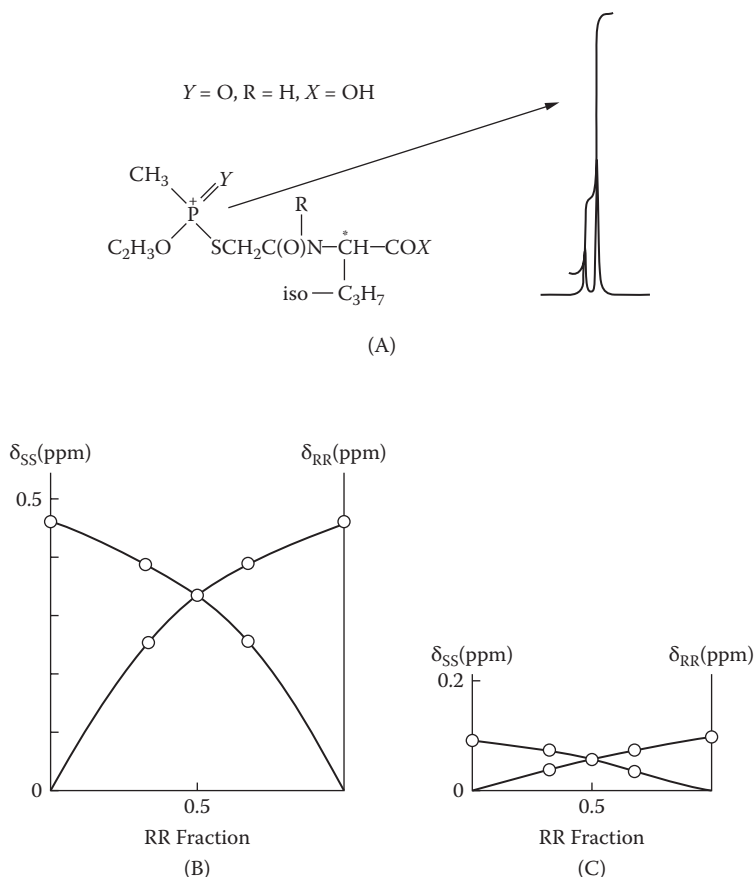 Y = O, R = H, X = OH
CH₃
Y
+
P
R
C₂H₃O
SCH₂C(O)N—CH—COX
*
iso—C₃H₇
(A)
δSS(ppm)
δRR(ppm)
0.5
0
0.5
RR Fraction
(B)
δSS(ppm)
δRR(ppm)
0.2
0
0.5
RR Fraction
(C)